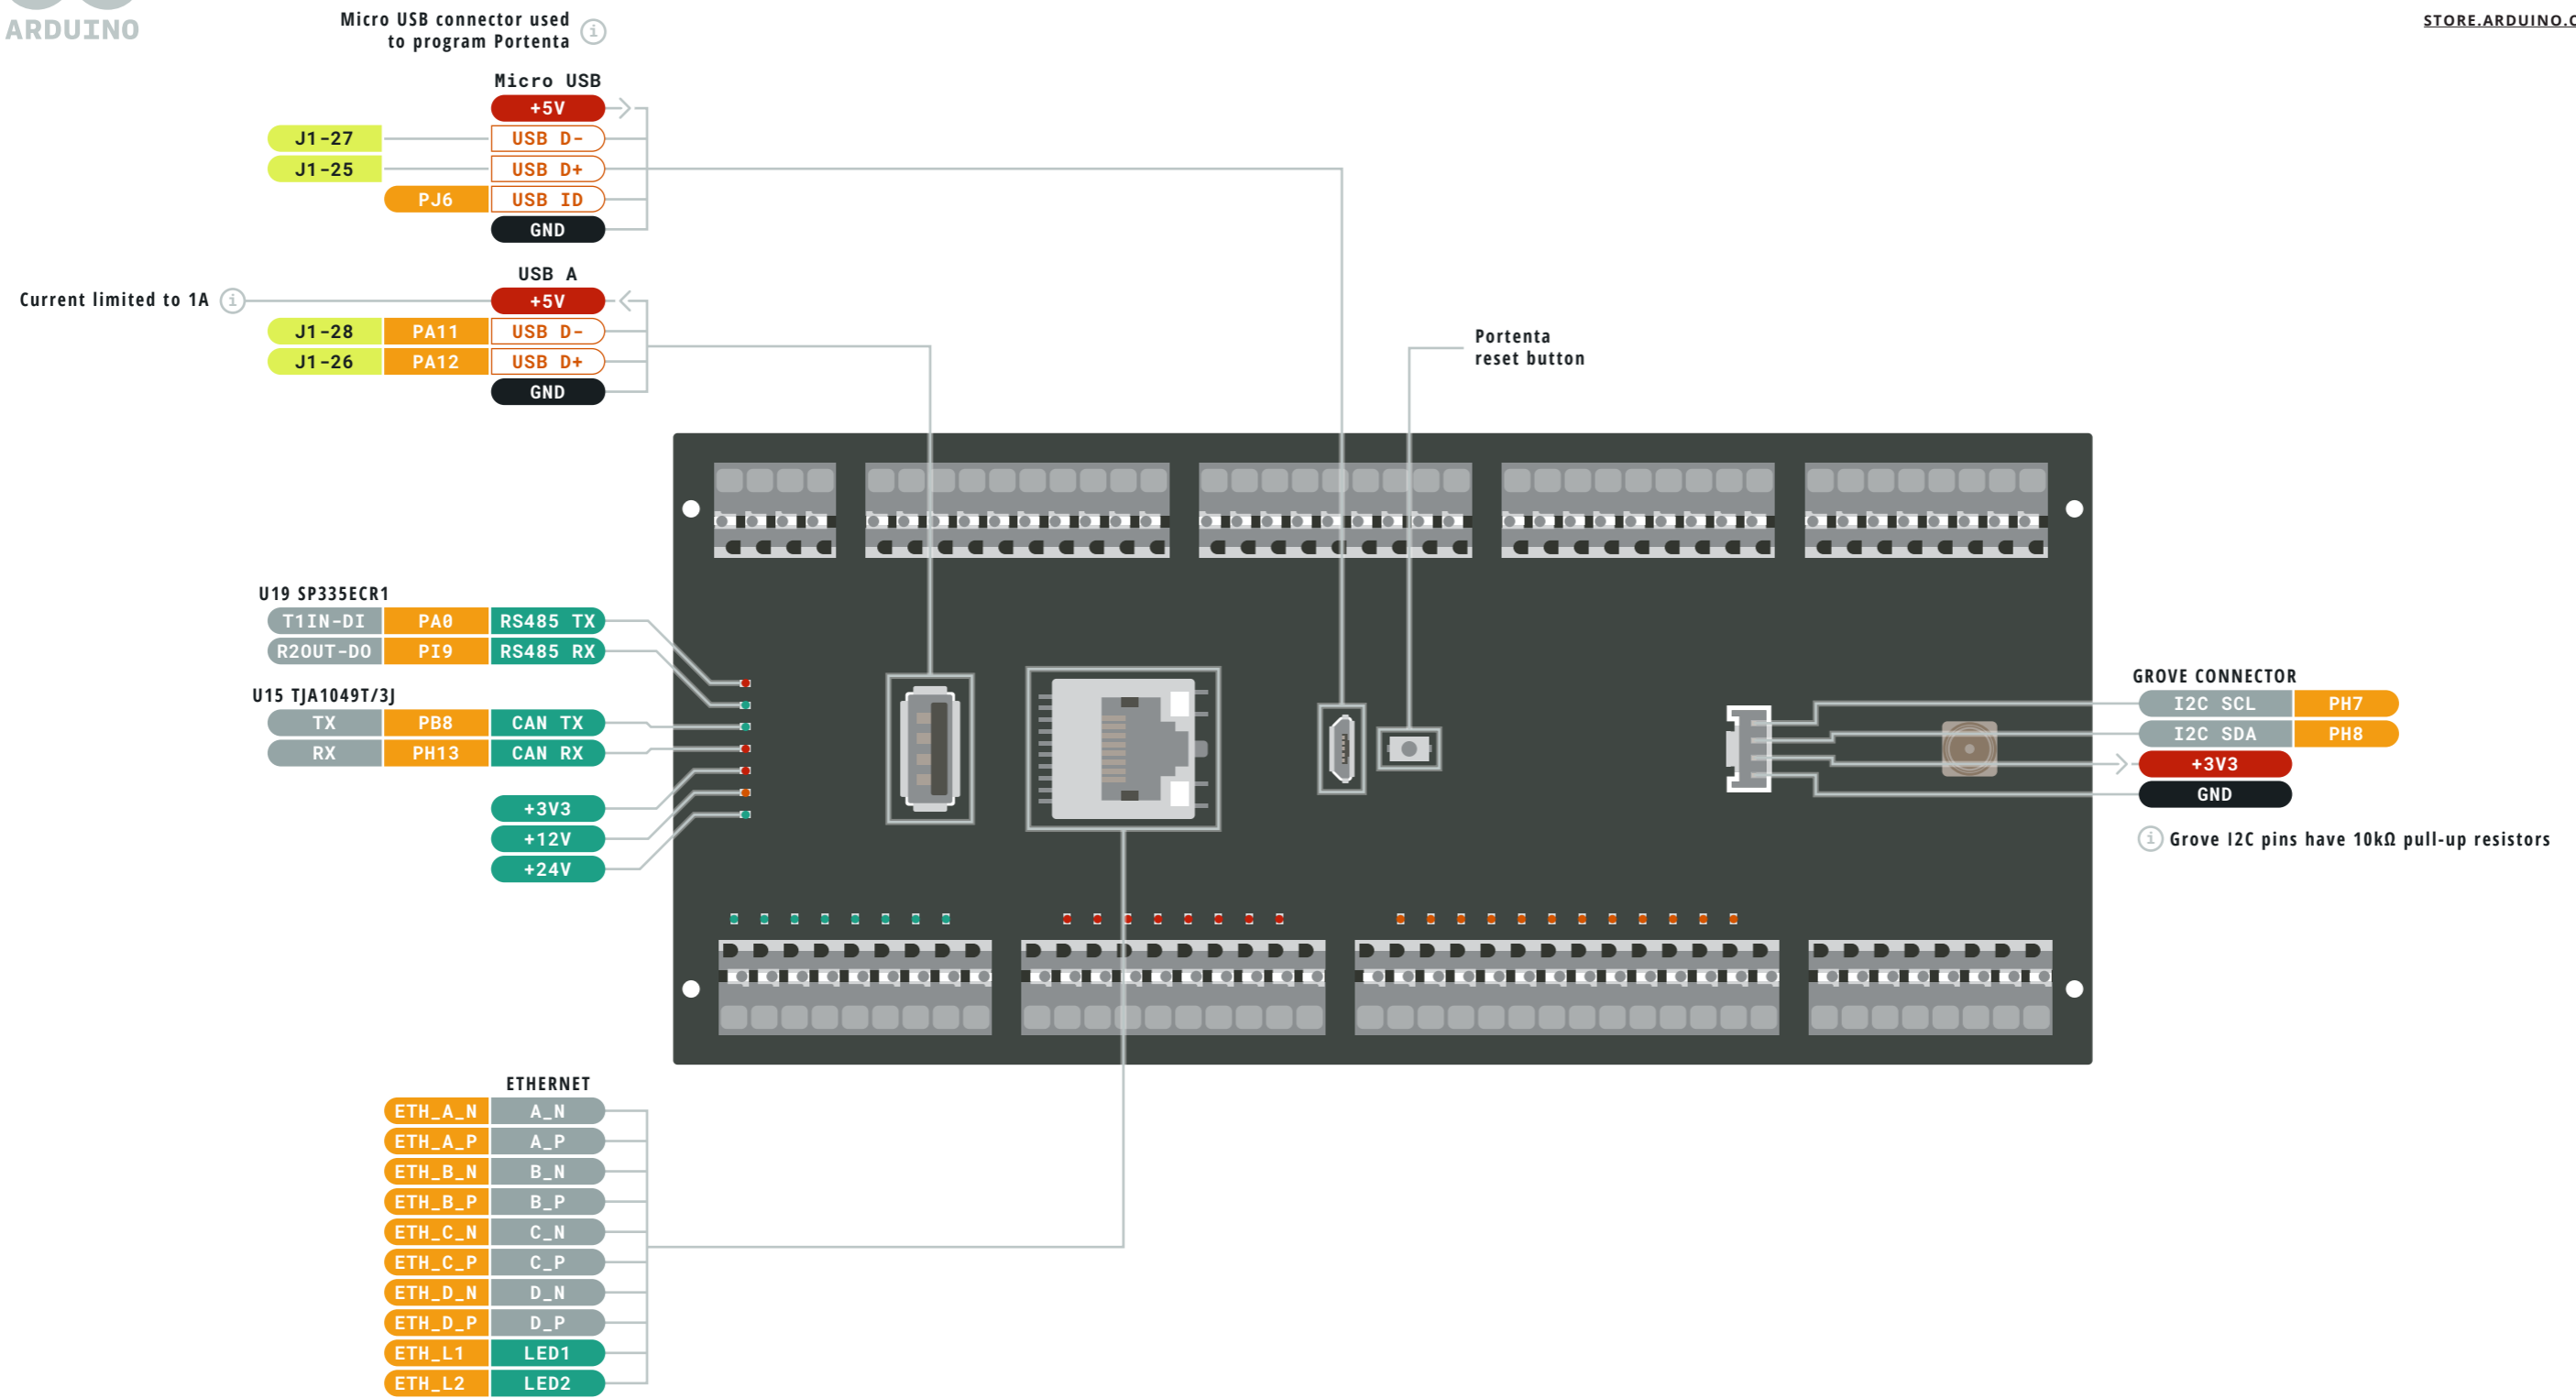 ARDUINO
Micro USB connector used
to program Portenta
STORE.ARDUINO.C
Micro USB
+5V
J1-27 USB D-
J1-25 USB D+
PJ6 USB ID
GND
USB A
Current limited to 1A +5V
J1-28 PA11 USB D-
J1-26 PA12 USB D+
GND
Portenta
reset button
U19 SP335ECR1
T1IN-DI PA0 RS485 TX
R2OUT-DO PI9 RS485 RX
U15 TJA1049T/3J
TX PB8 CAN TX
RX PH13 CAN RX
+3V3
+12V
+24V
GROVE CONNECTOR
I2C SCL PH7
I2C SDA PH8
+3V3
GND
Grove I2C pins have 10kΩ pull-up resistors
ETHERNET
ETH_A_N A_N
ETH_A_P A_P
ETH_B_N B_N
ETH_B_P B_P
ETH_C_N C_N
ETH_C_P C_P
ETH_D_N D_N
ETH_D_P D_P
ETH_L1 LED1
ETH_L2 LED2